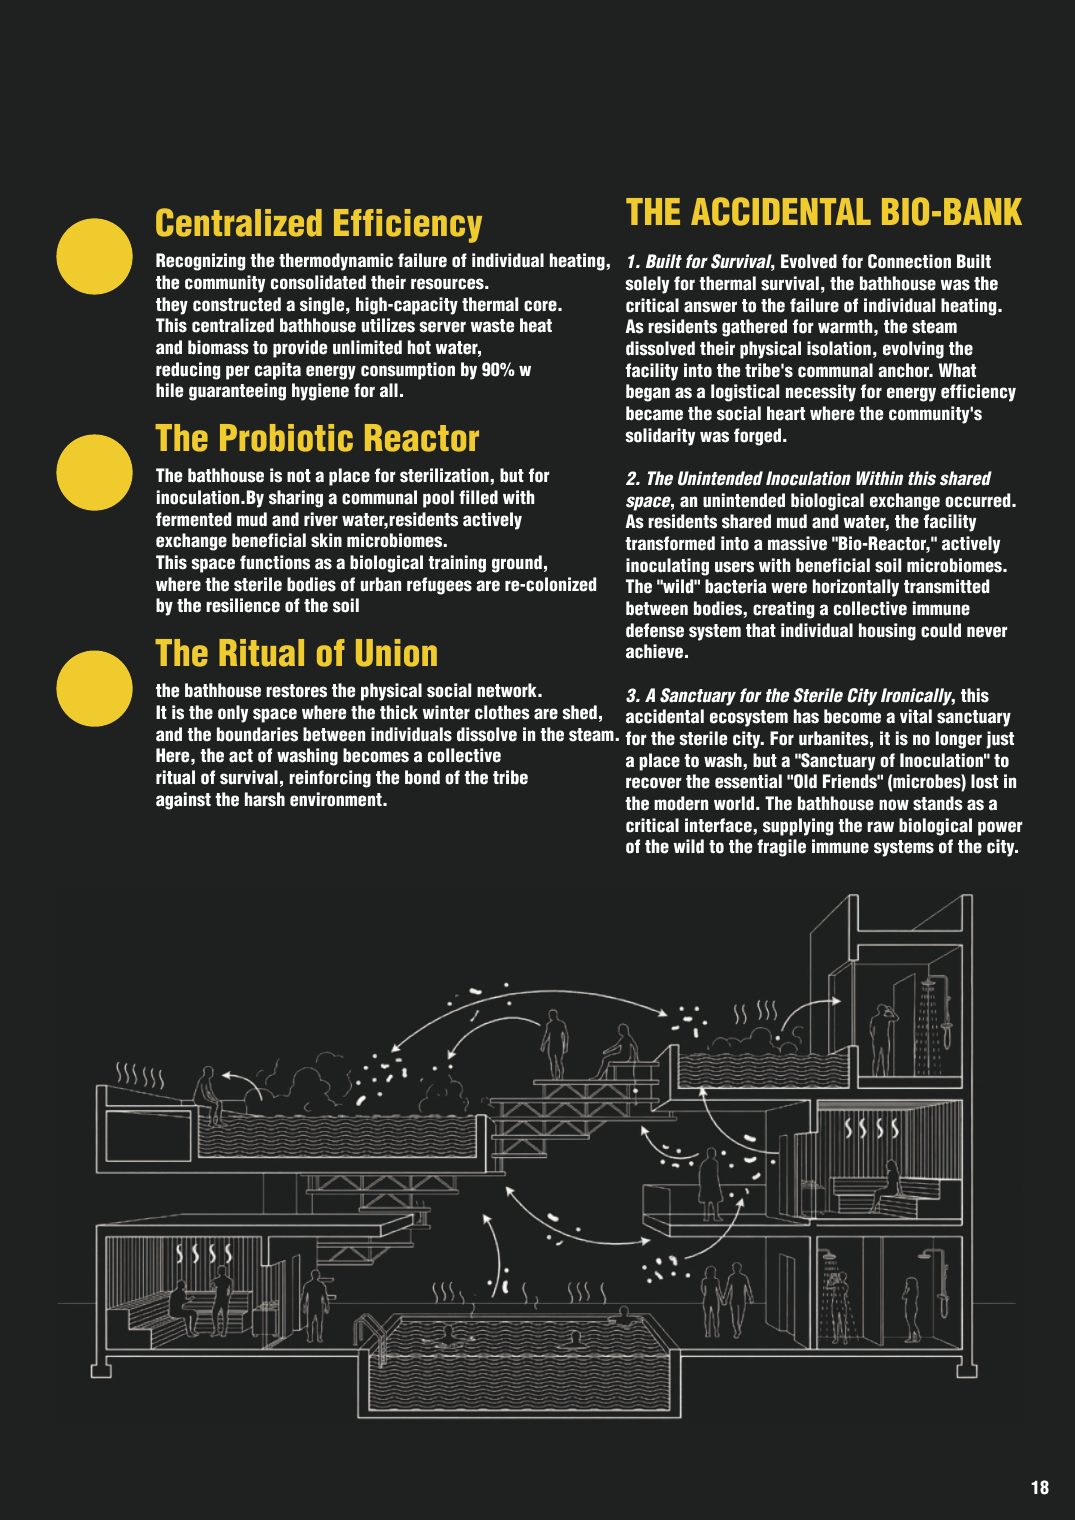 Centralized Efficiency
Recognizing the thermodynamic failure of individual heating,
the community consolidated their resources.
they constructed a single, high-capacity thermal core.
This centralized bathhouse utilizes server waste heat
and biomass to provide unlimited hot water,
reducing per capita energy consumption by 90% w
hile guaranteeing hygiene for all.
The Probiotic Reactor
The bathhouse is not a place for sterilization, but for
inoculation.By sharing a communal pool filled with
fermented mud and river water,residents actively
exchange beneficial skin microbiomes.
This space functions as a biological training ground,
where the sterile bodies of urban refugees are re-colonized
by the resilience of the soil
The Ritual of Union
the bathhouse restores the physical social network.
It is the only space where the thick winter clothes are shed,
and the boundaries between individuals dissolve in the steam.
Here, the act of washing becomes a collective
ritual of survival, reinforcing the bond of the tribe
against the harsh environment.
THE ACCIDENTAL BIO-BANK
1. Built for Survival, Evolved for Connection Built
solely for thermal survival, the bathhouse was the
critical answer to the failure of individual heating.
As residents gathered for warmth, the steam
dissolved their physical isolation, evolving the
facility into the tribe's communal anchor. What
began as a logistical necessity for energy efficiency
became the social heart where the community's
solidarity was forged.
2. The Unintended Inoculation Within this shared
space, an unintended biological exchange occurred.
As residents shared mud and water, the facility
transformed into a massive "Bio-Reactor," actively
inoculating users with beneficial soil microbiomes.
The "wild" bacteria were horizontally transmitted
between bodies, creating a collective immune
defense system that individual housing could never
achieve.
3. A Sanctuary for the Sterile City Ironically, this
accidental ecosystem has become a vital sanctuary
for the sterile city. For urbanites, it is no longer just
a place to wash, but a "Sanctuary of Inoculation" to
recover the essential "Old Friends" (microbes) lost in
the modern world. The bathhouse now stands as a
critical interface, supplying the raw biological power
of the wild to the fragile immune systems of the city.
18